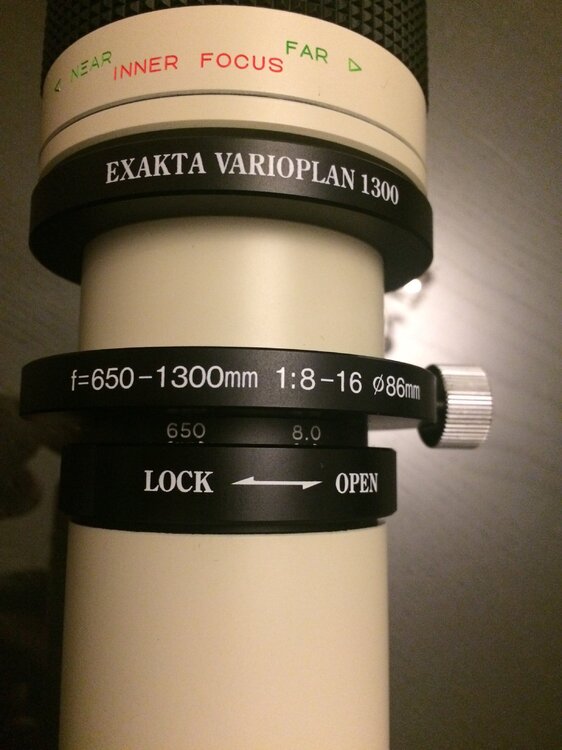 < NEAR INNER FOCUS FAR ▷
EXAKTA VARIOPLAN 1300
f=650-1300mm 1:8-16 ø86mm
650 8.0
LOCK ⟷ OPEN